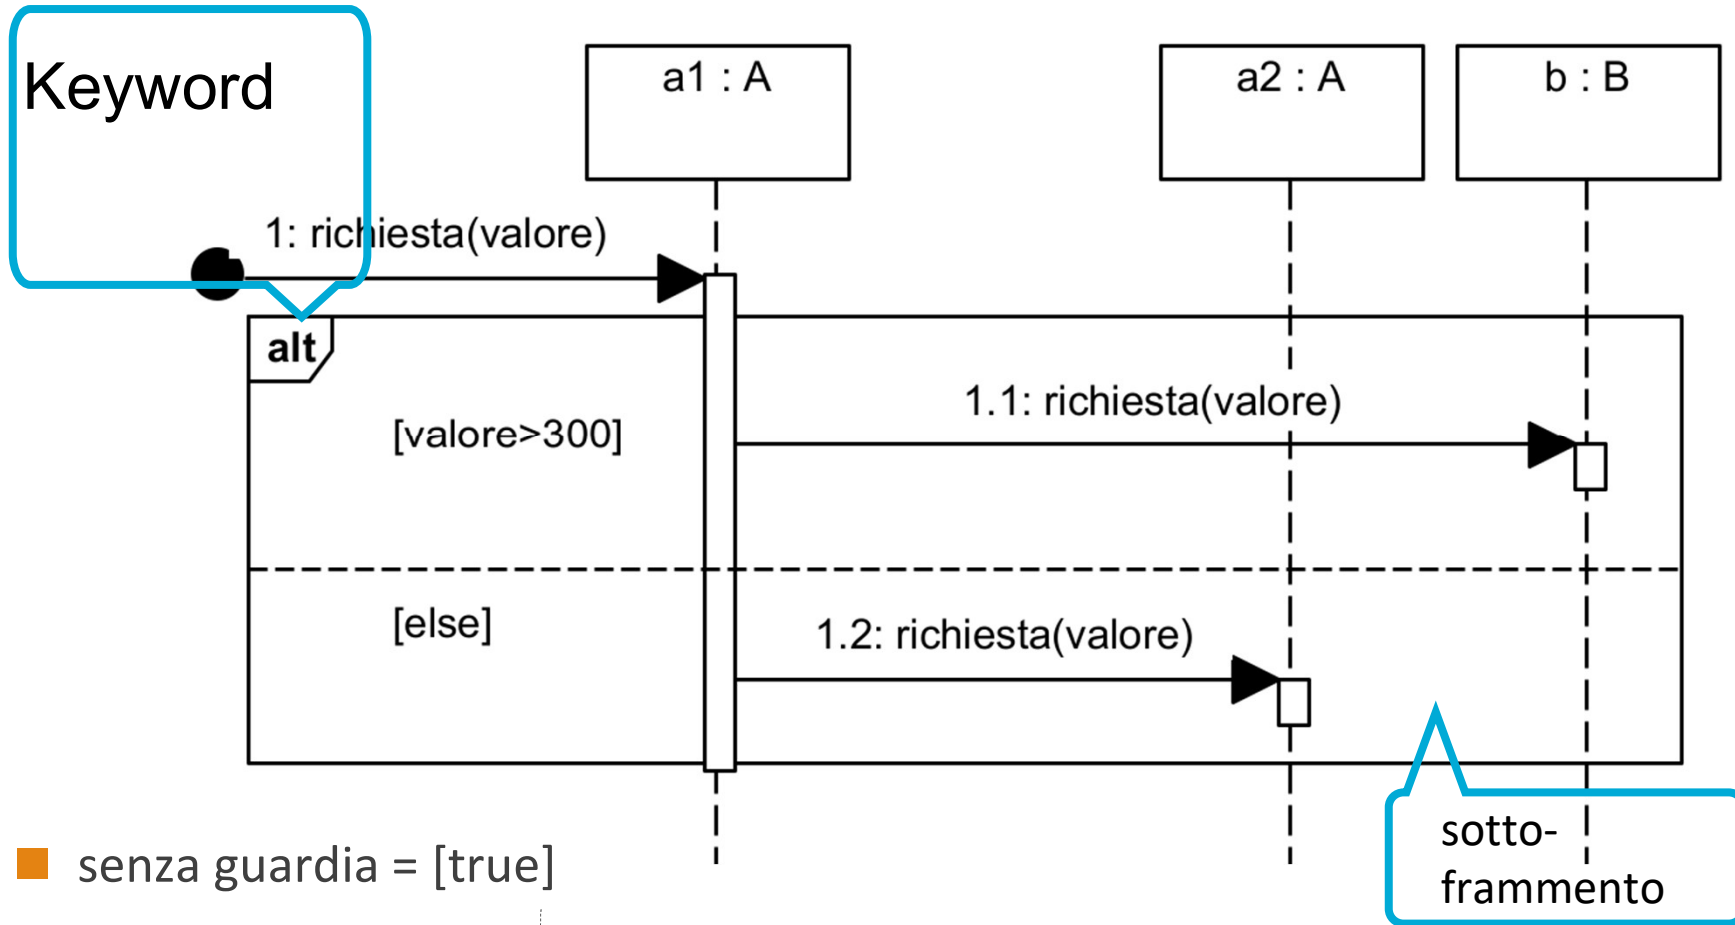 Keyword
a1 : A
a2 : A
b : B
1: richiesta(valore)
alt
1.1: richiesta(valore)
[valore>300]
[else]
1.2: richiesta(valore)
sotto-
frammento
senza guardia = [true]